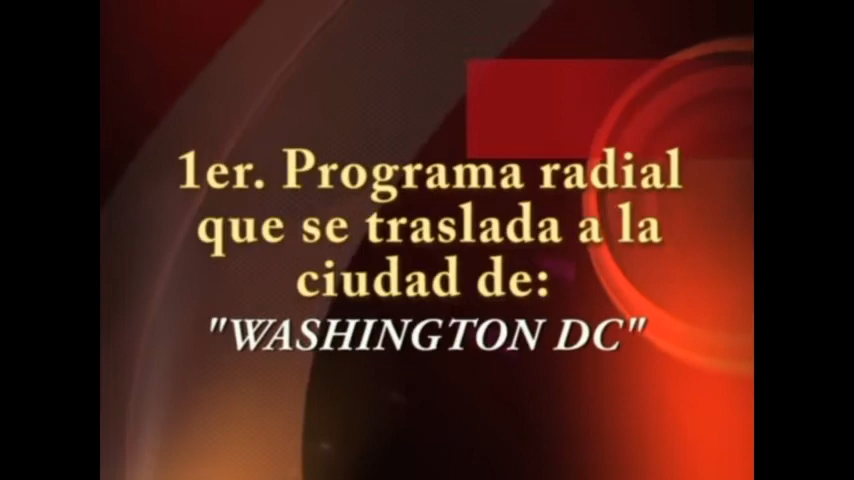 1er. Programa radial
que se traslada a la
ciudad de:
"WASHINGTON DC"